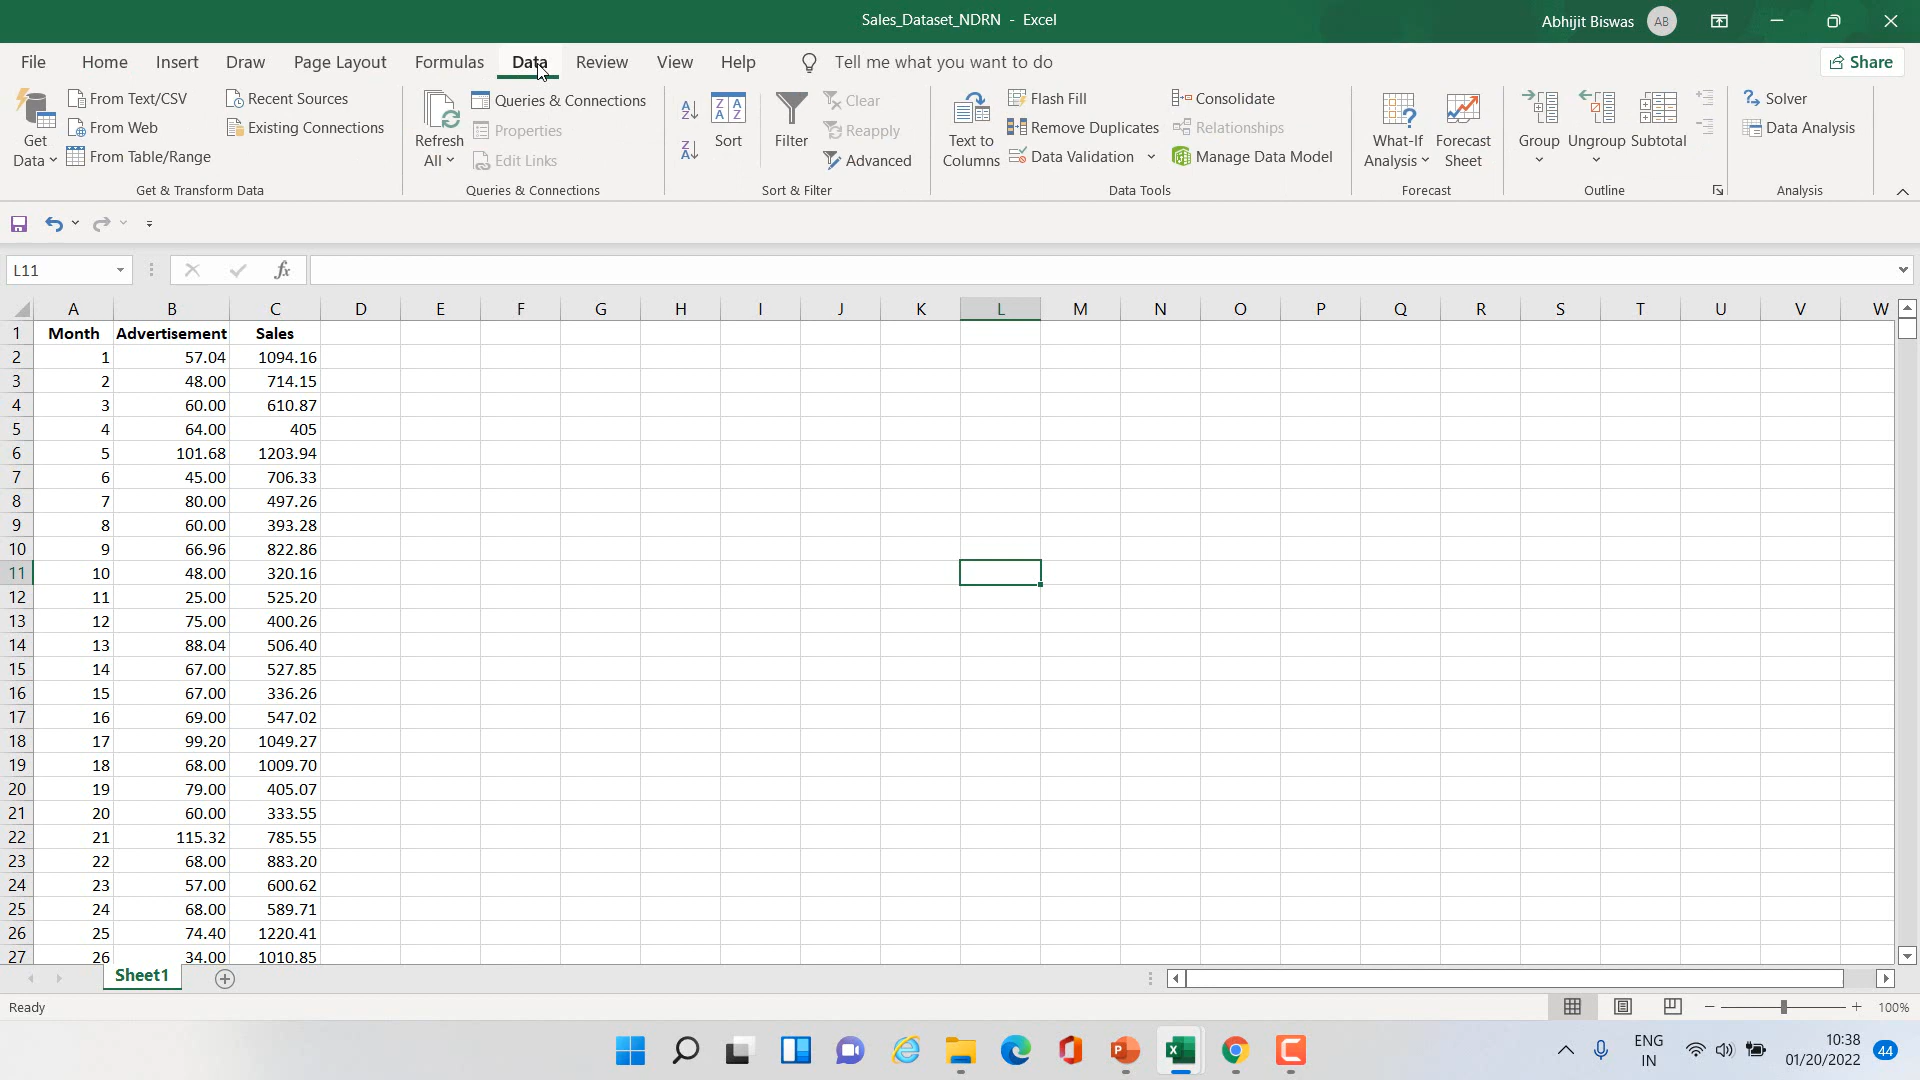 Sales_Dataset_NDRN - Excel
Abhijit Biswas AB
File Home Insert Draw Page Layout Formulas Data Review View Help Tell me what you want to do Share
Get Data
From Text/CSV
From Web
From Table/Range
Recent Sources
Existing Connections
Get & Transform Data
Refresh All
Queries & Connections
Properties
Edit Links
Queries & Connections
Sort
Filter
Clear
Reapply
Advanced
Sort & Filter
Text to Columns
Flash Fill
Remove Duplicates
Data Validation
Consolidate
Relationships
Manage Data Model
Data Tools
What-If Analysis
Forecast Sheet
Forecast
Group
Ungroup
Subtotal
Outline
Solver
Data Analysis
Analysis
L11 fx
A B C D E F G H I J K L M N O P Q R S T U V W
1 Month Advertisement Sales
2 1 57.04 1094.16
3 2 48.00 714.15
4 3 60.00 610.87
5 4 64.00 405
6 5 101.68 1203.94
7 6 45.00 706.33
8 7 80.00 497.26
9 8 60.00 393.28
10 9 66.96 822.86
11 10 48.00 320.16
12 11 25.00 525.20
13 12 75.00 400.26
14 13 88.04 506.40
15 14 67.00 527.85
16 15 67.00 336.26
17 16 69.00 547.02
18 17 99.20 1049.27
19 18 68.00 1009.70
20 19 79.00 405.07
21 20 60.00 333.55
22 21 115.32 785.55
23 22 68.00 883.20
24 23 57.00 600.62
25 24 68.00 589.71
26 25 74.40 1220.41
27 26 34.00 1010.85
Sheet1
Ready
100%
ENG IN
10:38
01/20/2022
44